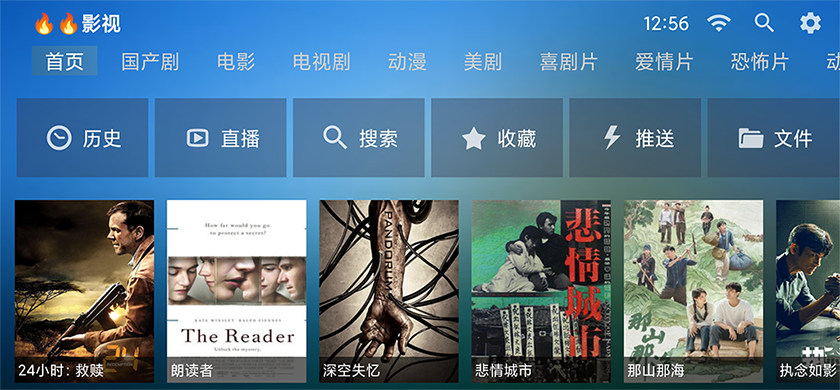 🔥🔥影视 12:56
首页 国产剧 电影 电视剧 动漫 美剧 喜剧片 爱情片 恐怖片 动
历史 直播 搜索 收藏 推送 文件
How far would you go
to protect a secret?
PANDORUM
悲情城市
KATE WINSLET RALPH FIENNES
The Reader
Unlock the mystery.
24
那山那海
24小时: 救赎 朗读者 深空失忆 悲情城市 那山那海 执念如影